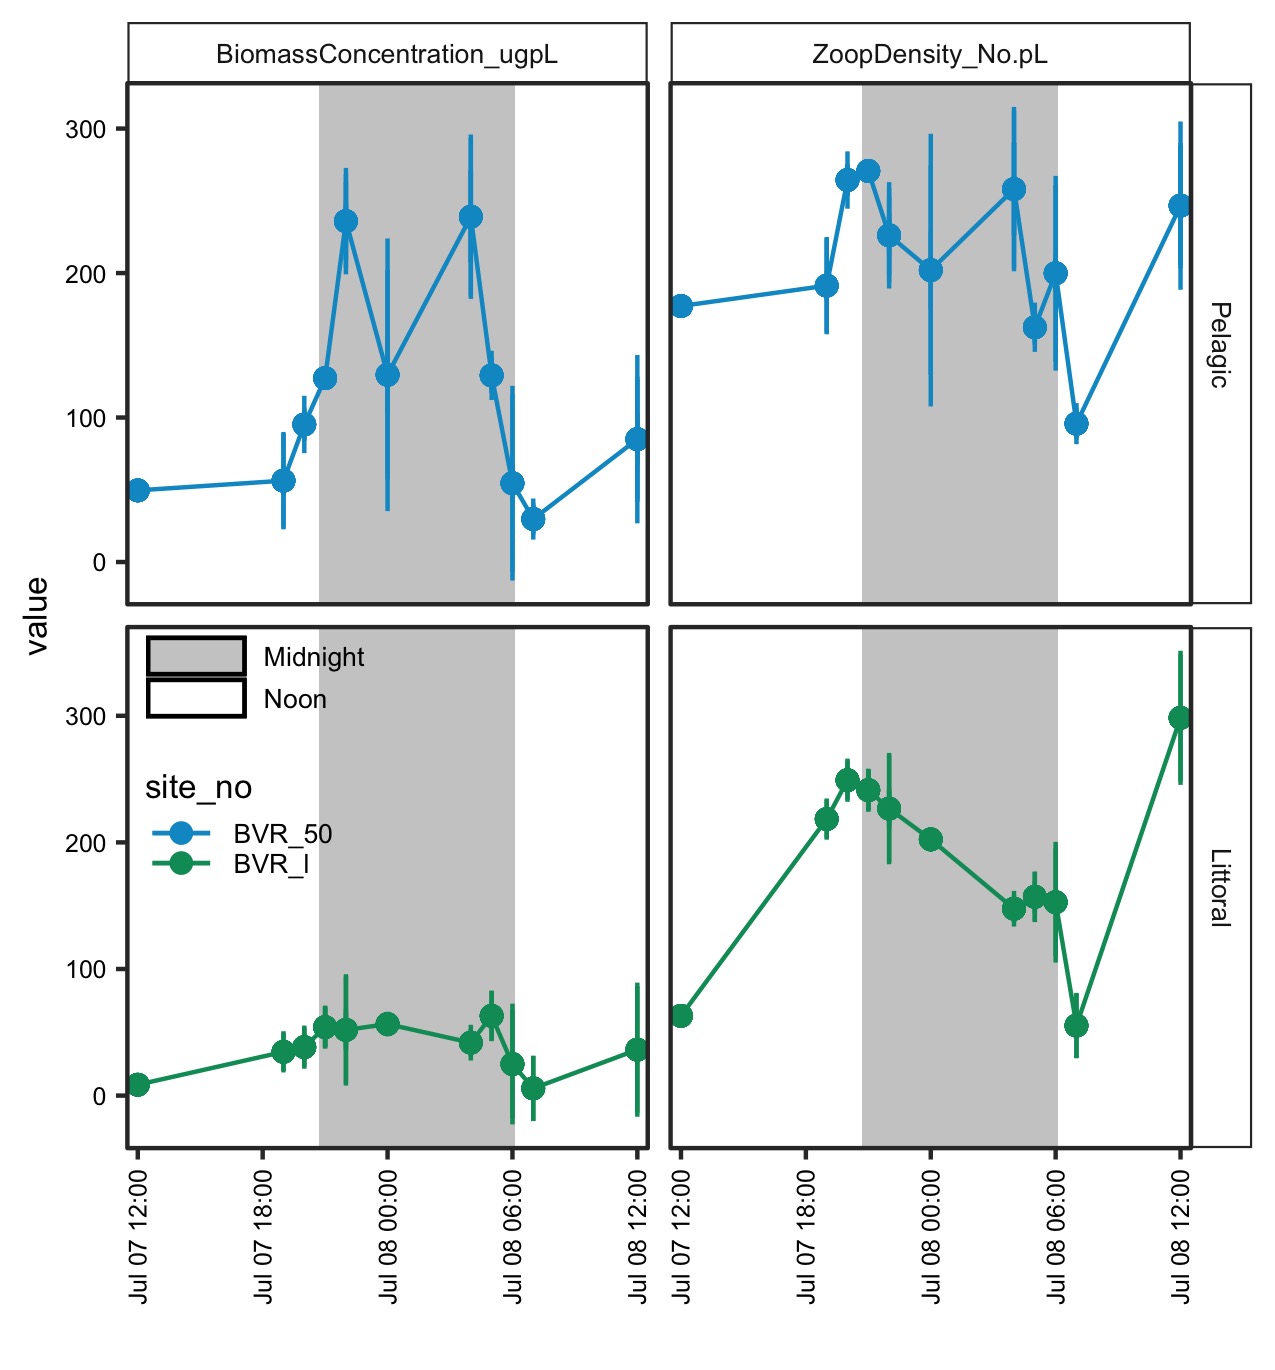 BiomassConcentration_ugpL
ZoopDensity_No.pL
300
200
100
0
Pelagic
value
Midnight
Noon
site_no
BVR_50
BVR_l
300
200
100
0
Littoral
Jul 07 12:00
Jul 07 18:00
Jul 08 00:00
Jul 08 06:00
Jul 08 12:00
Jul 07 12:00
Jul 07 18:00
Jul 08 00:00
Jul 08 06:00
Jul 08 12:00